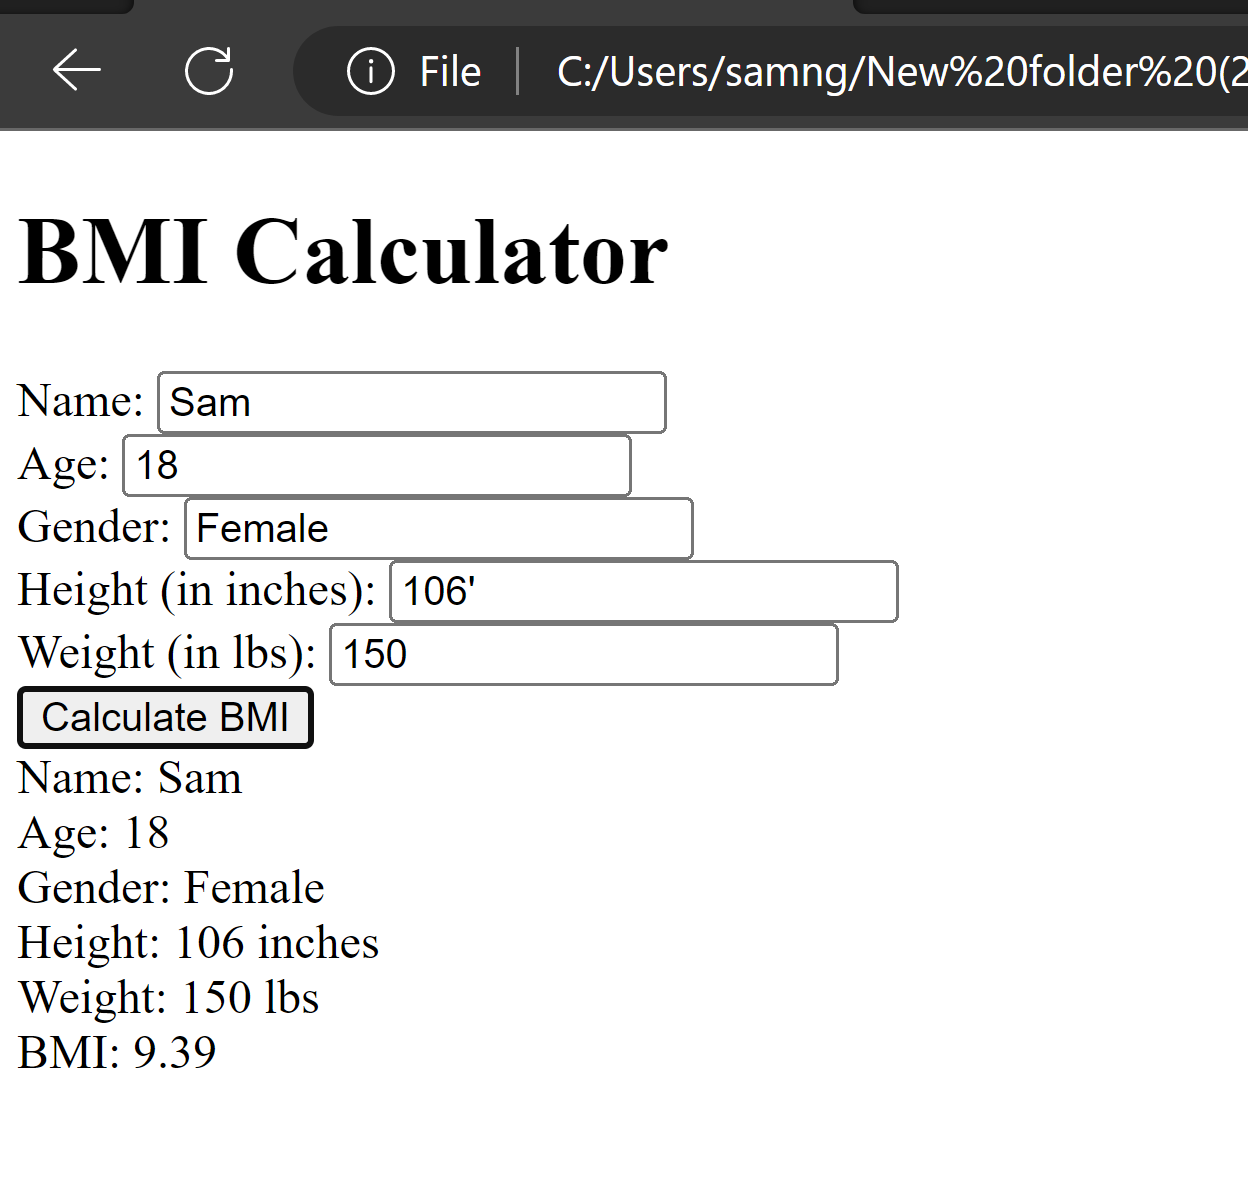 File | C:/Users/samng/New%20folder%20(2
BMI Calculator
Name: Sam
Age: 18
Gender: Female
Height (in inches): 106'
Weight (in lbs): 150
Calculate BMI
Name: Sam
Age: 18
Gender: Female
Height: 106 inches
Weight: 150 lbs
BMI: 9.39